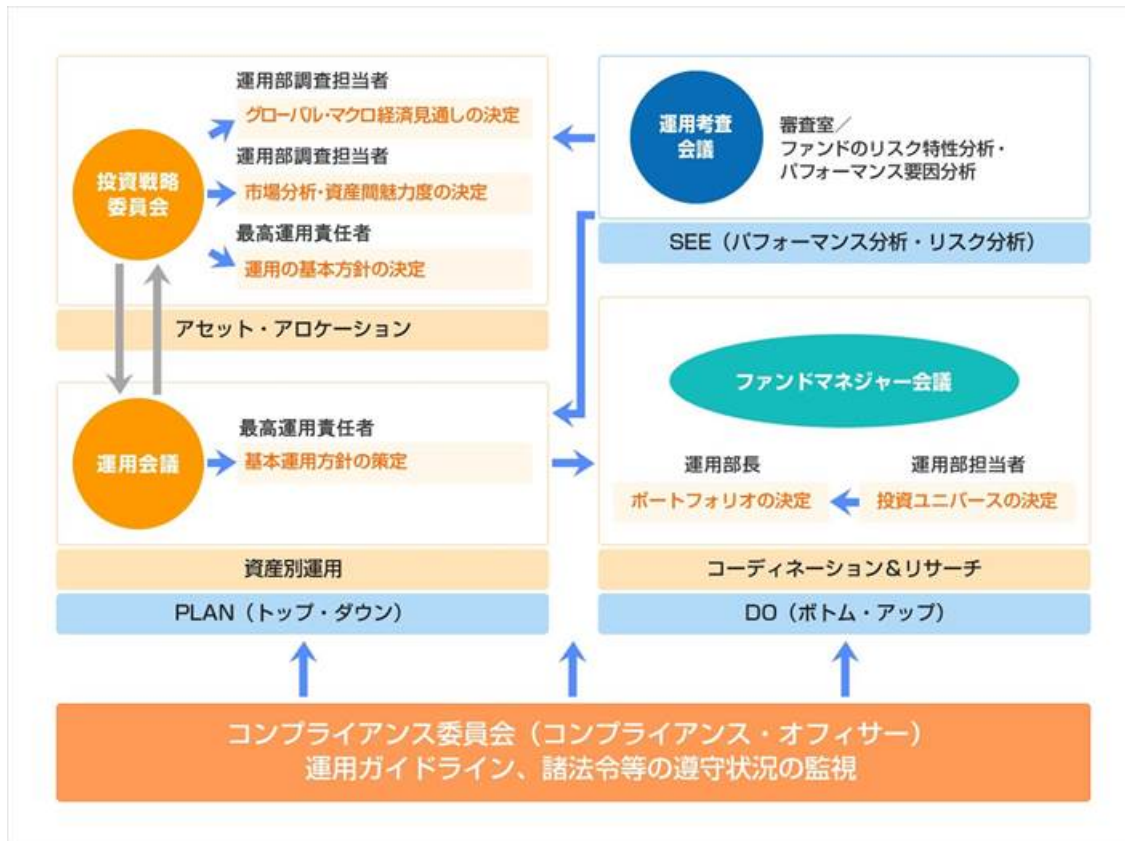 投資戦略
委員会
運用部調査担当者
グローバル・マクロ経済見通しの決定
運用部調査担当者
市場分析・資産間魅力度の決定
最高運用責任者
運用の基本方針の決定
アセット・アロケーション
運用会議
最高運用責任者
基本運用方針の策定
資産別運用
PLAN（トップ・ダウン）
運用考査
会議
審査室／
ファンドのリスク特性分析・
パフォーマンス要因分析
SEE（パフォーマンス分析・リスク分析）
ファンドマネジャー会議
運用部長
ポートフォリオの決定
運用部担当者
投資ユニバースの決定
コーディネーション＆リサーチ
DO（ボトム・アップ）
コンプライアンス委員会（コンプライアンス・オフィサー）
運用ガイドライン、諸法令等の遵守状況の監視